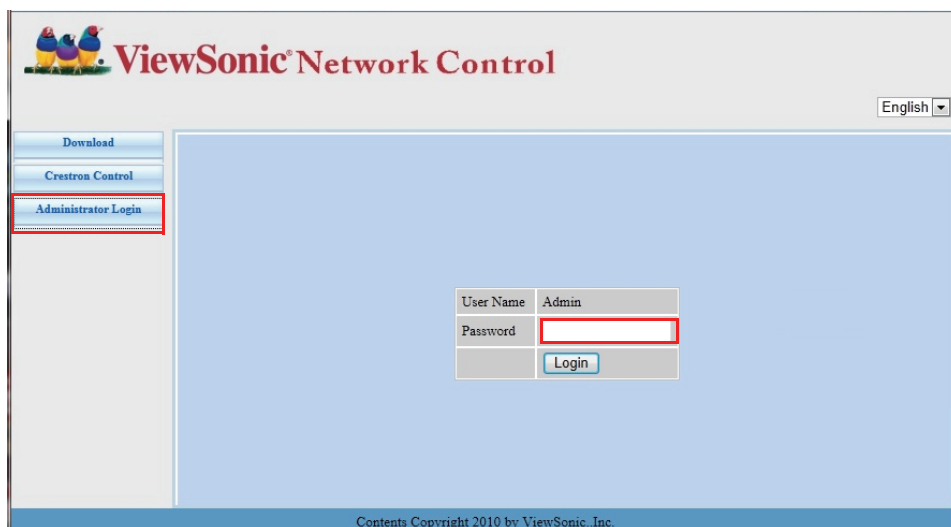 ViewSonic® Network Control
English
Download
Crestron Control
Administrator Login
User Name Admin
Password
Login
Contents Copyright 2010 by ViewSonic.,Inc.